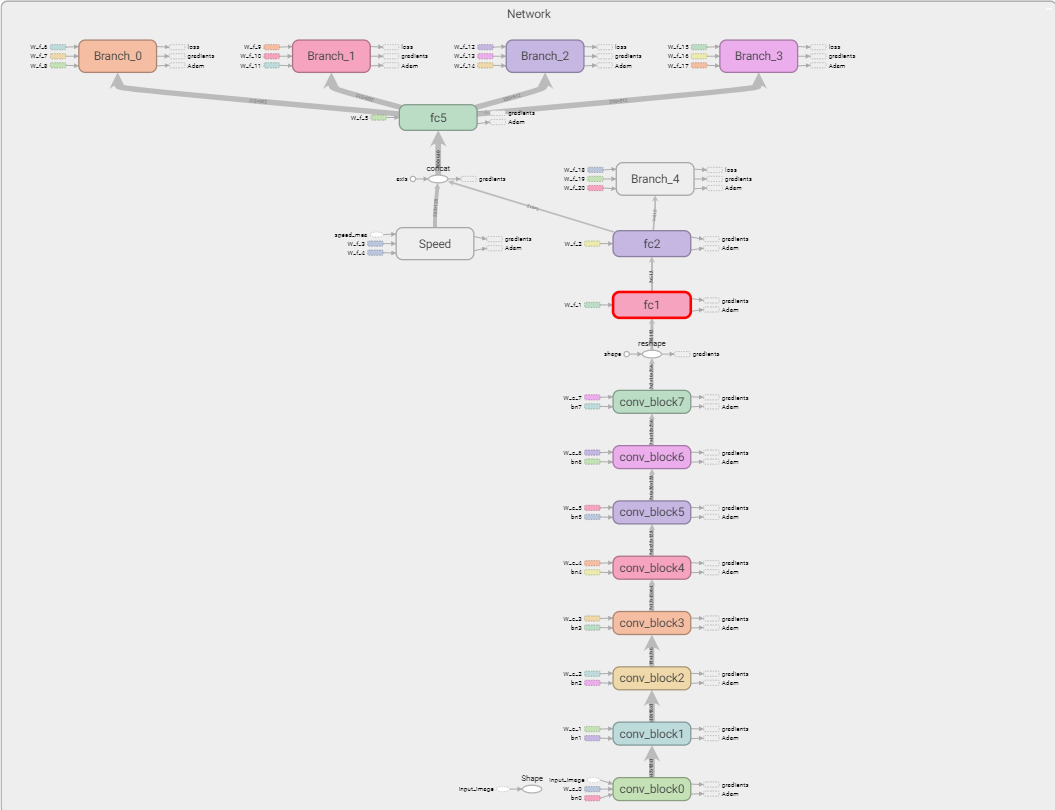 Network
W_f_6 loss
W_f_7 Branch_0 gradients
W_f_8 Adam
W_f_9 loss
W_f_10 Branch_1 gradients
W_f_11 Adam
W_f_12 loss
W_f_13 Branch_2 gradients
W_f_14 Adam
W_f_15 loss
W_f_16 Branch_3 gradients
W_f_17 Adam
W_f_5 fc5 gradients
Adam
concat
axis gradients
W_f_18 loss
W_f_19 Branch_4 gradients
W_f_20 Adam
speed_mea
W_f_3 Speed gradients
W_f_4 Adam
W_f_2 fc2 gradients
Adam
W_f_1 fc1 gradients
Adam
reshape
shape gradients
W_c_7 conv_block7 gradients
bn7 Adam
W_c_6 conv_block6 gradients
bn6 Adam
W_c_5 conv_block5 gradients
bn5 Adam
W_c_4 conv_block4 gradients
bn4 Adam
W_c_3 conv_block3 gradients
bn3 Adam
W_c_2 conv_block2 gradients
bn2 Adam
W_c_1 conv_block1 gradients
bn1 Adam
Shape
input_image
input_image
W_c_0 conv_block0 gradients
bn0 Adam